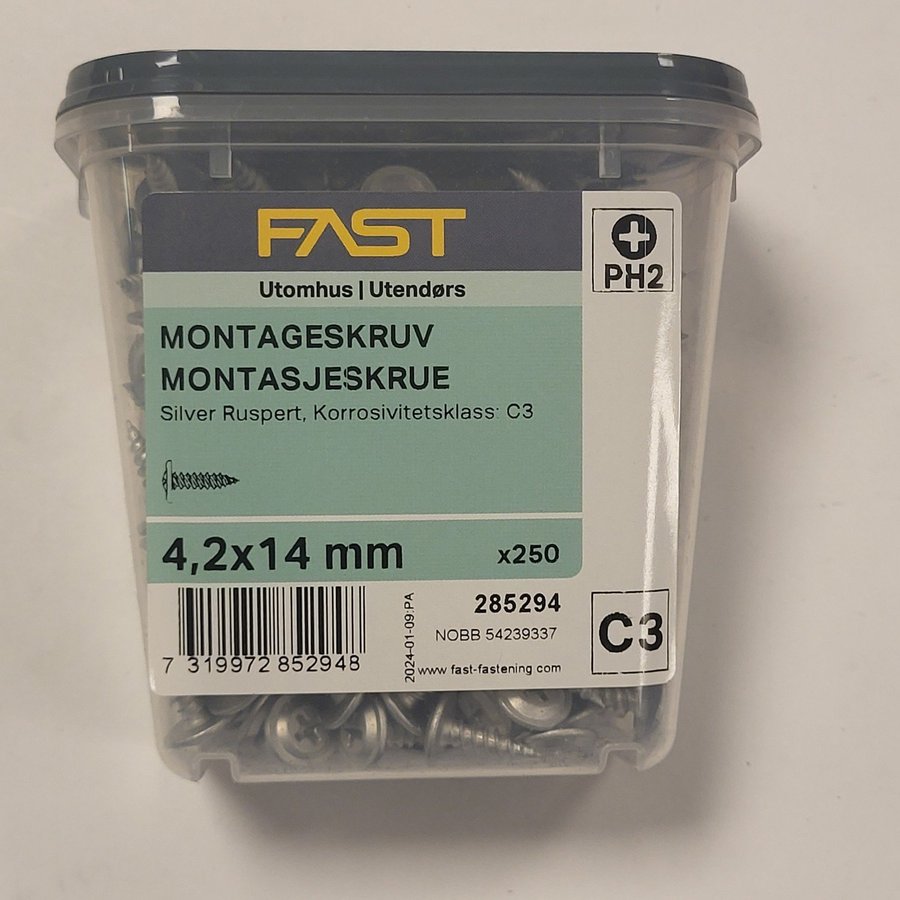 FAST
PH2
Utomhus | Utendørs
MONTAGESKRUV
MONTASJESKRUE
Silver Ruspert, Korrosivitetsklass: C3
4,2x14 mm
x250
285294
NOBB 54239337
C3
7 319972 852948
2024-01-09:PA
www.fast-fastening.com